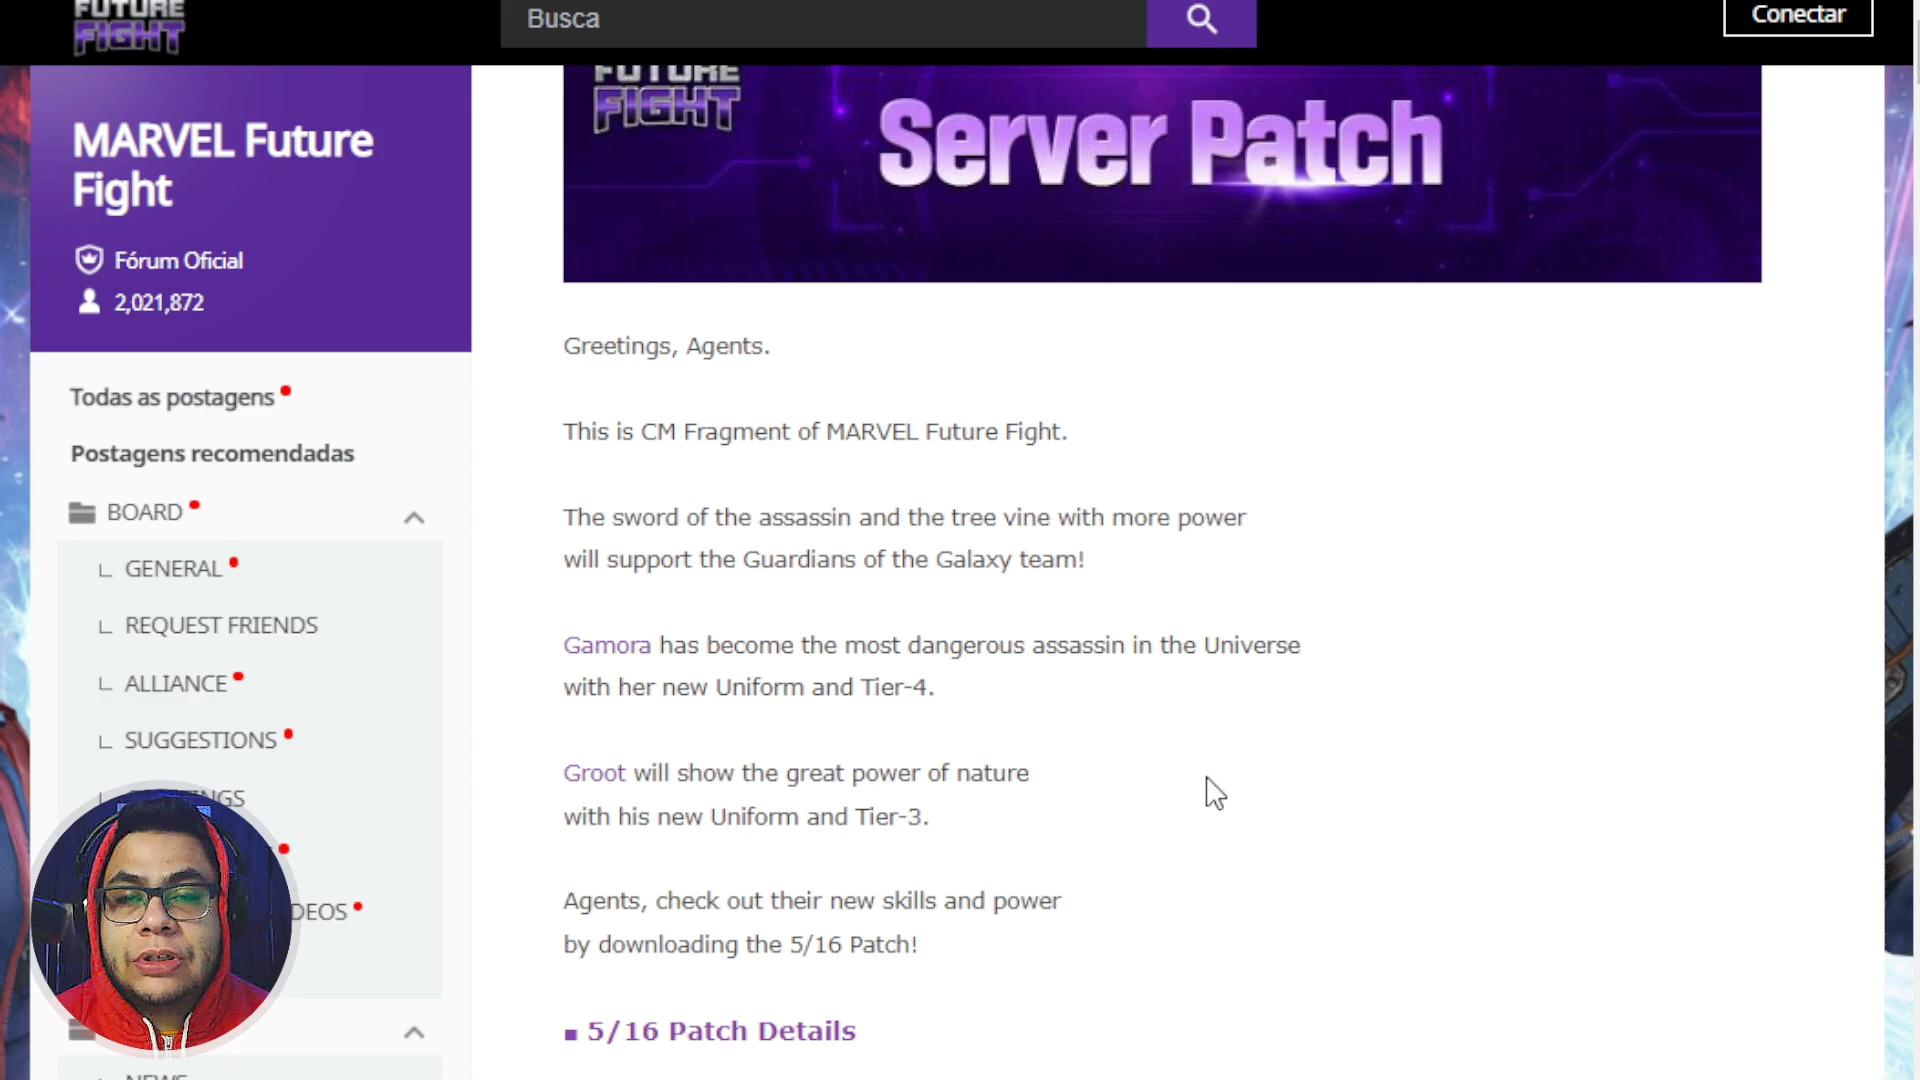 FUTURE
FIGHT
Busca
Conectar
MARVEL Future
Fight
Fórum Oficial
2,021,872
Todas as postagens
Postagens recomendadas
BOARD
GENERAL
REQUEST FRIENDS
ALLIANCE
SUGGESTIONS
NEWS
FUTURE
FIGHT
Server Patch
Greetings, Agents.
This is CM Fragment of MARVEL Future Fight.
The sword of the assassin and the tree vine with more power
will support the Guardians of the Galaxy team!
Gamora has become the most dangerous assassin in the Universe
with her new Uniform and Tier-4.
Groot will show the great power of nature
with his new Uniform and Tier-3.
Agents, check out their new skills and power
by downloading the 5/16 Patch!
■ 5/16 Patch Details